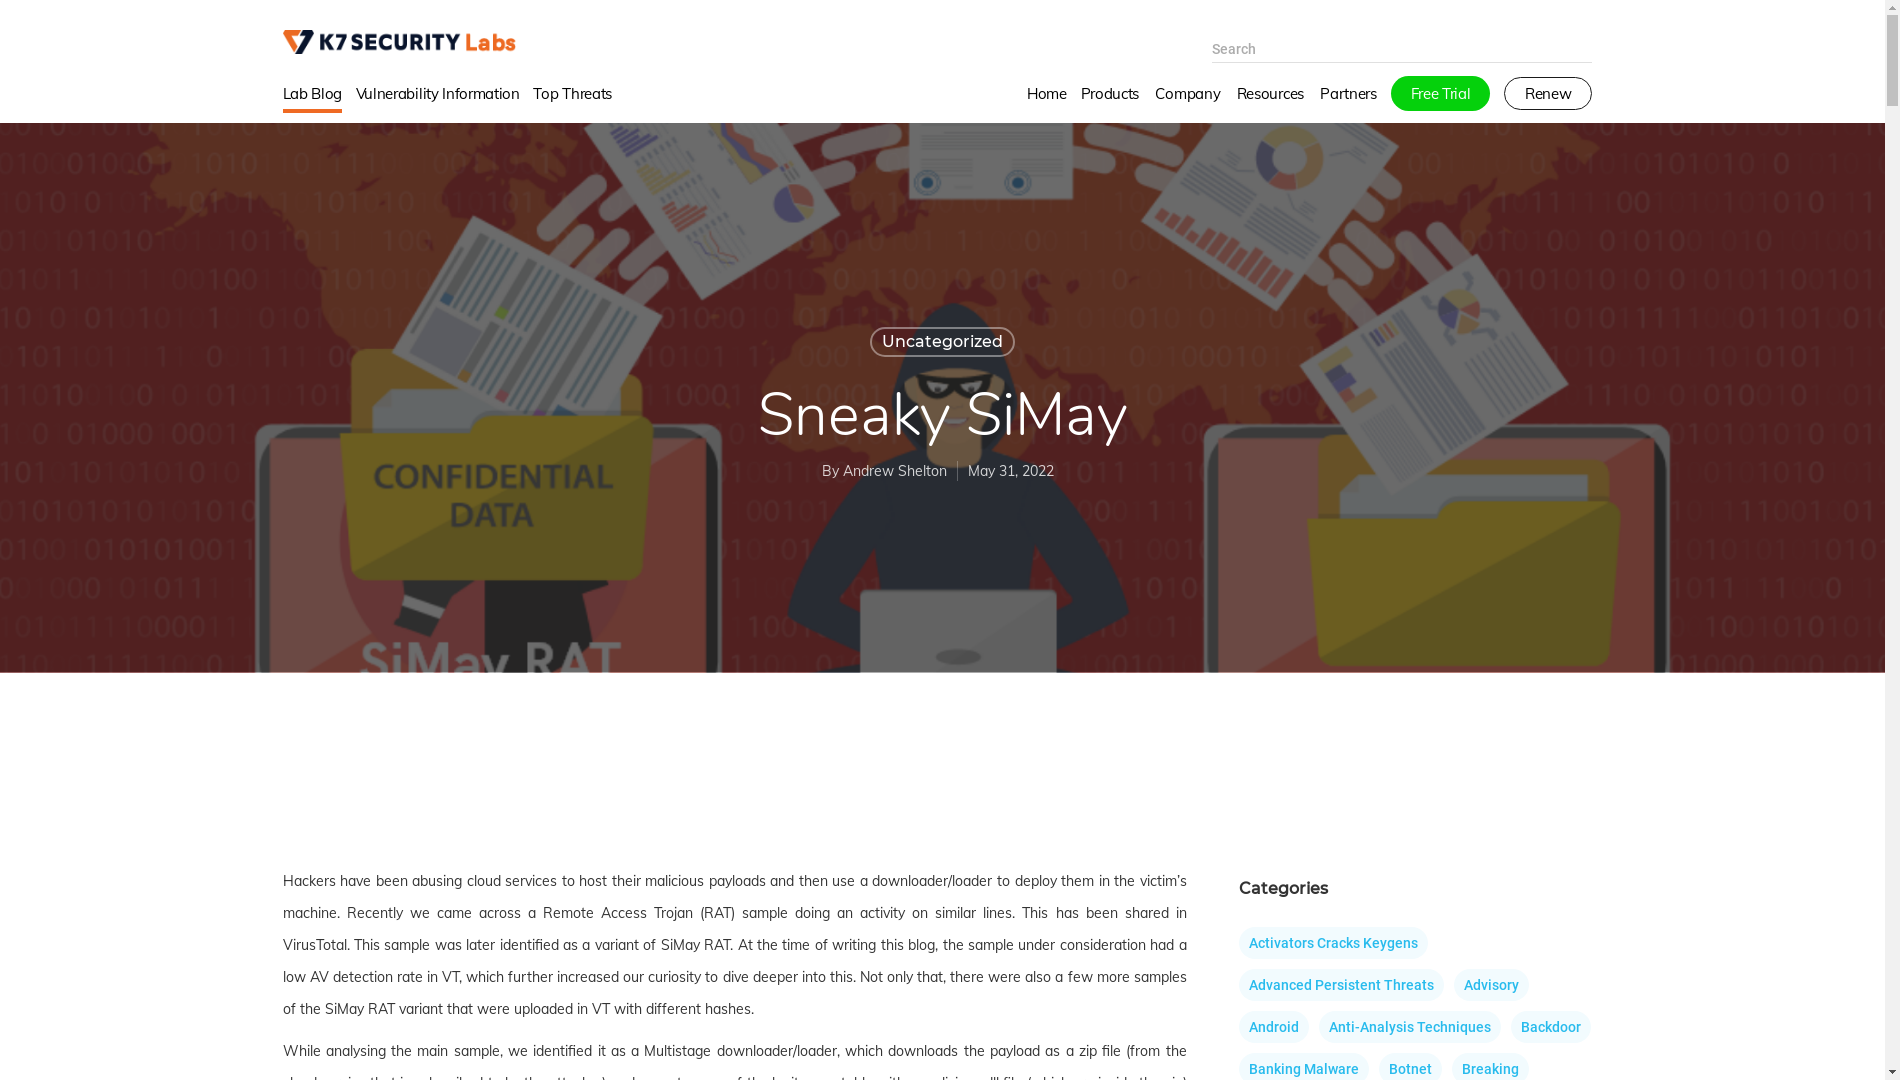 K7 SECURITY Labs
Search
Lab Blog Vulnerability Information Top Threats
Home Products Company Resources Partners Free Trial Renew
Uncategorized
Sneaky SiMay
By Andrew Shelton May 31, 2022
CONFIDENTIAL
DATA
SiMay RAT
Hackers have been abusing cloud services to host their malicious payloads and then use a downloader/loader to deploy them in the victim’s
machine. Recently we came across a Remote Access Trojan (RAT) sample doing an activity on similar lines. This has been shared in
VirusTotal. This sample was later identified as a variant of SiMay RAT. At the time of writing this blog, the sample under consideration had a
low AV detection rate in VT, which further increased our curiosity to dive deeper into this. Not only that, there were also a few more samples
of the SiMay RAT variant that were uploaded in VT with different hashes.
While analysing the main sample, we identified it as a Multistage downloader/loader, which downloads the payload as a zip file (from the
Categories
Activators Cracks Keygens
Advanced Persistent Threats Advisory
Android Anti-Analysis Techniques Backdoor
Banking Malware Botnet Breaking